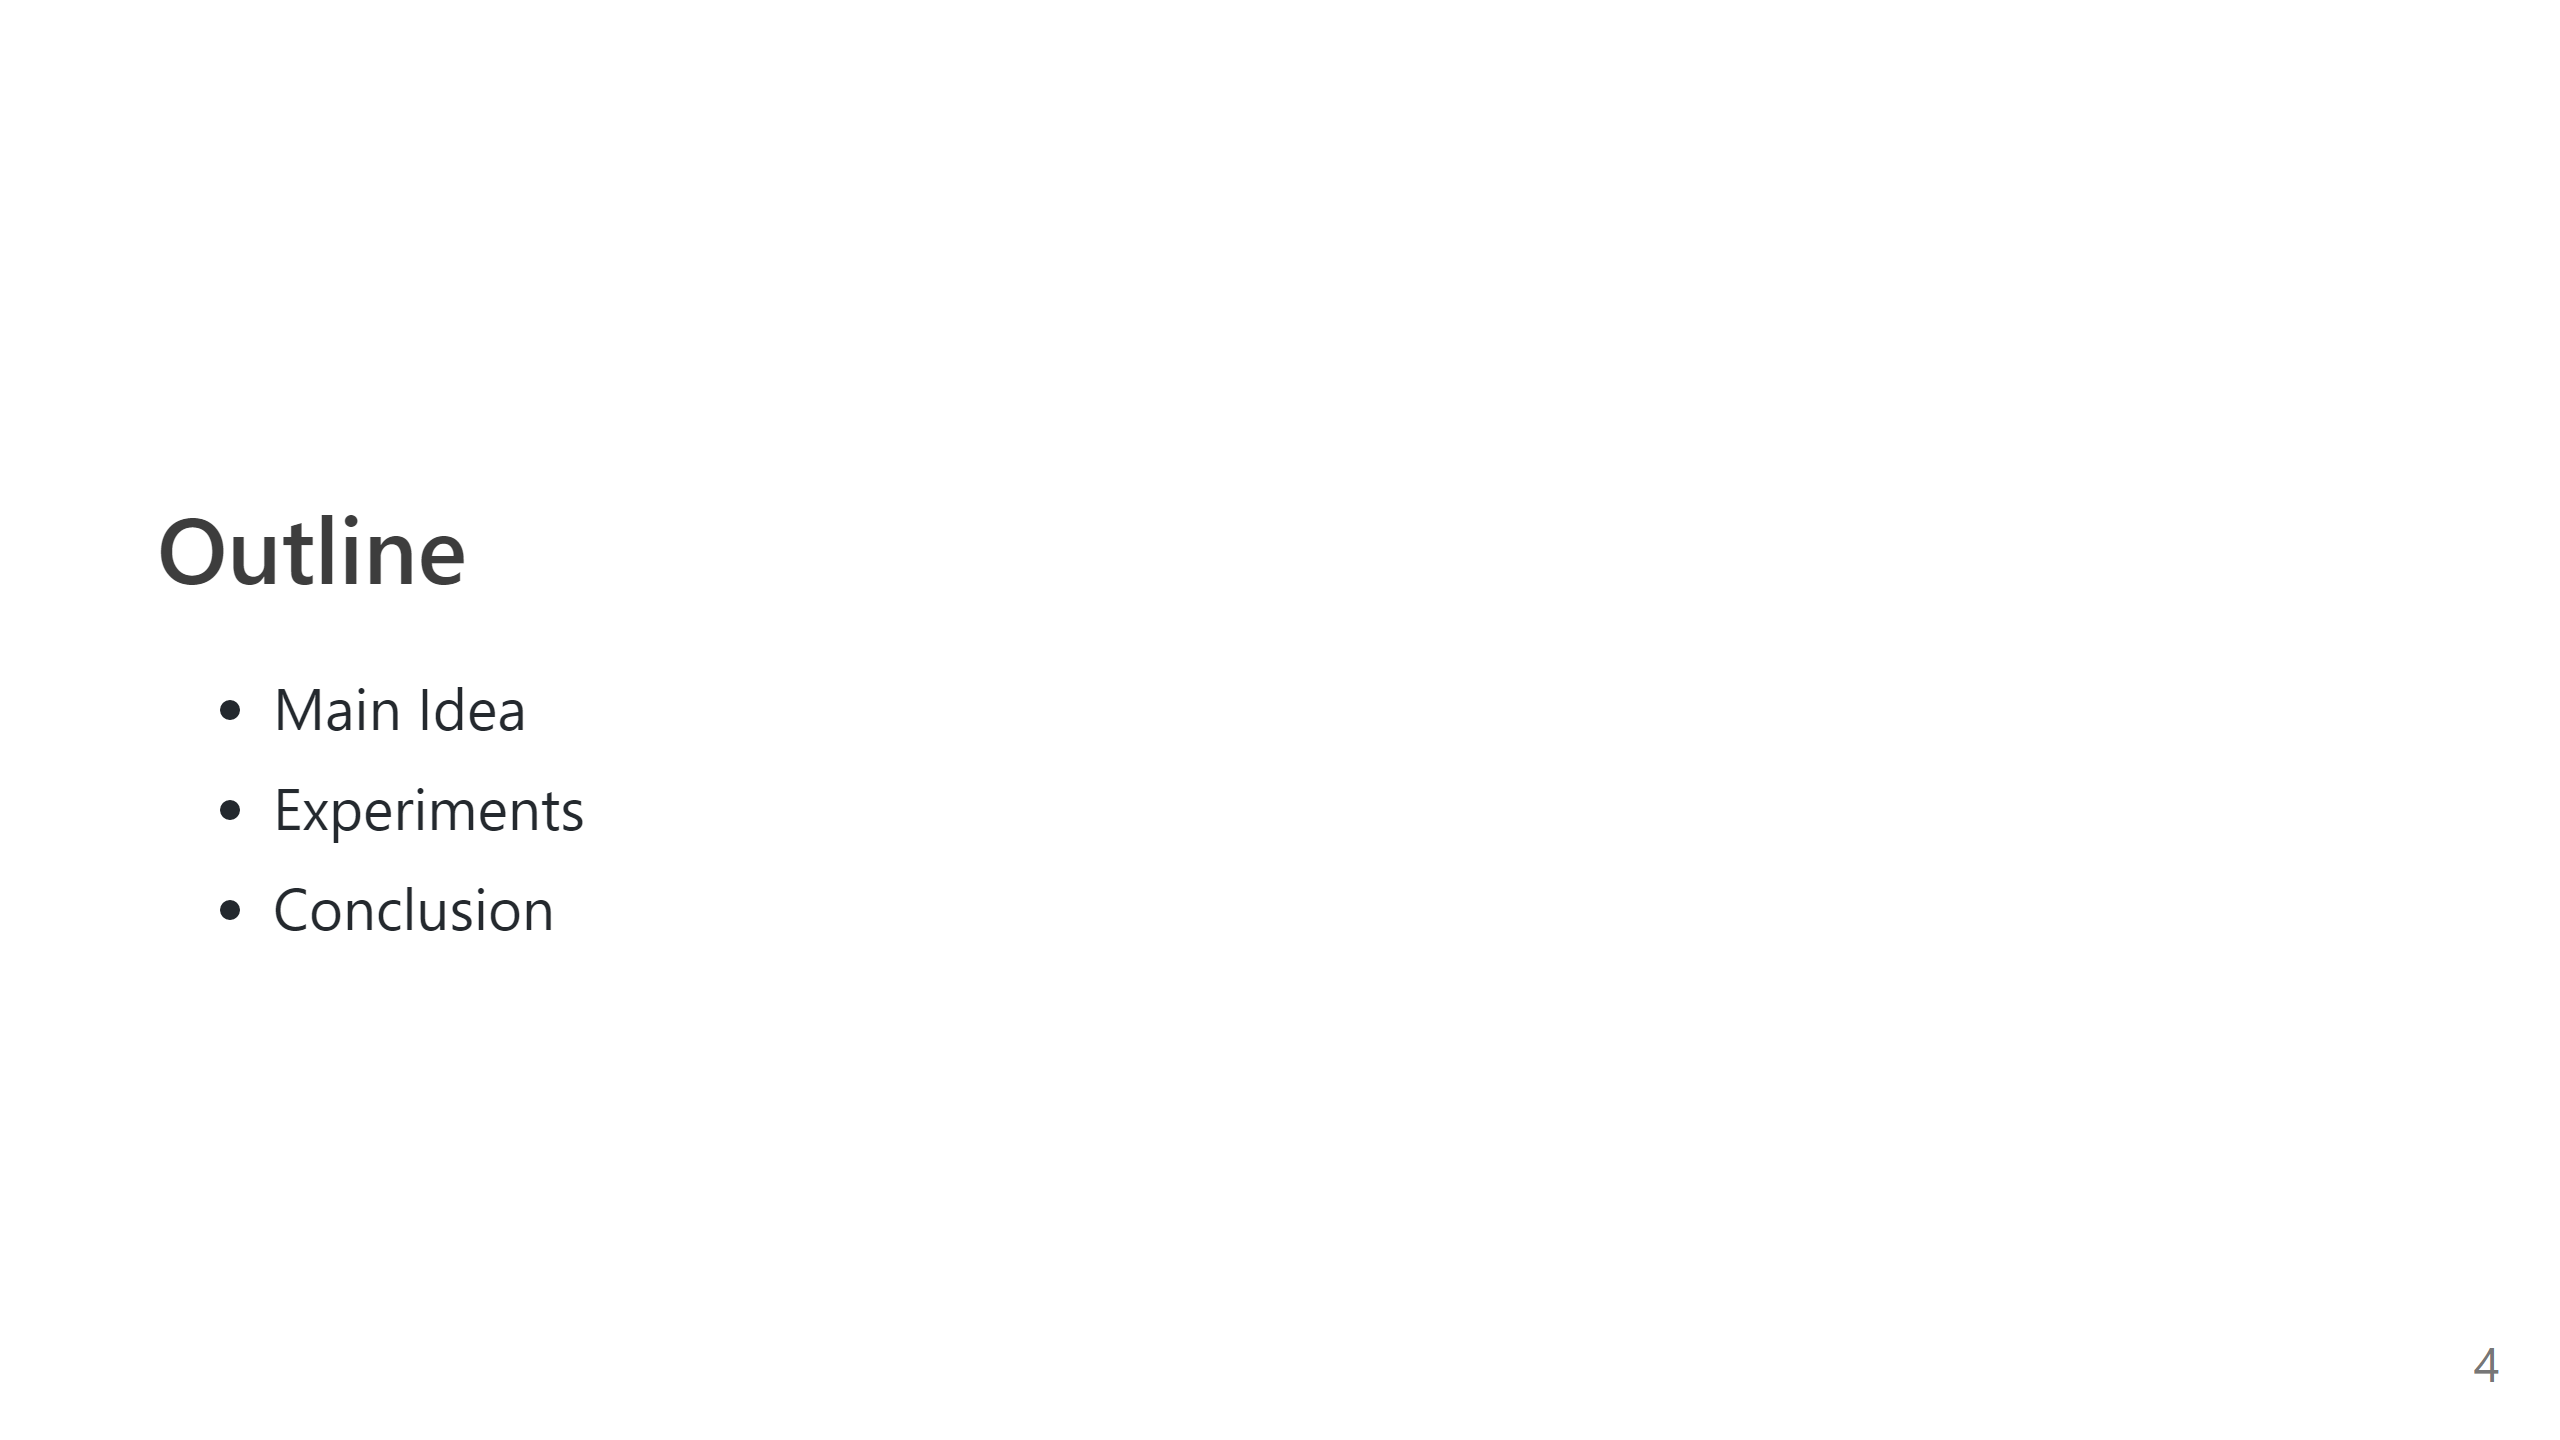 Outline
• Main Idea
• Experiments
• Conclusion
4